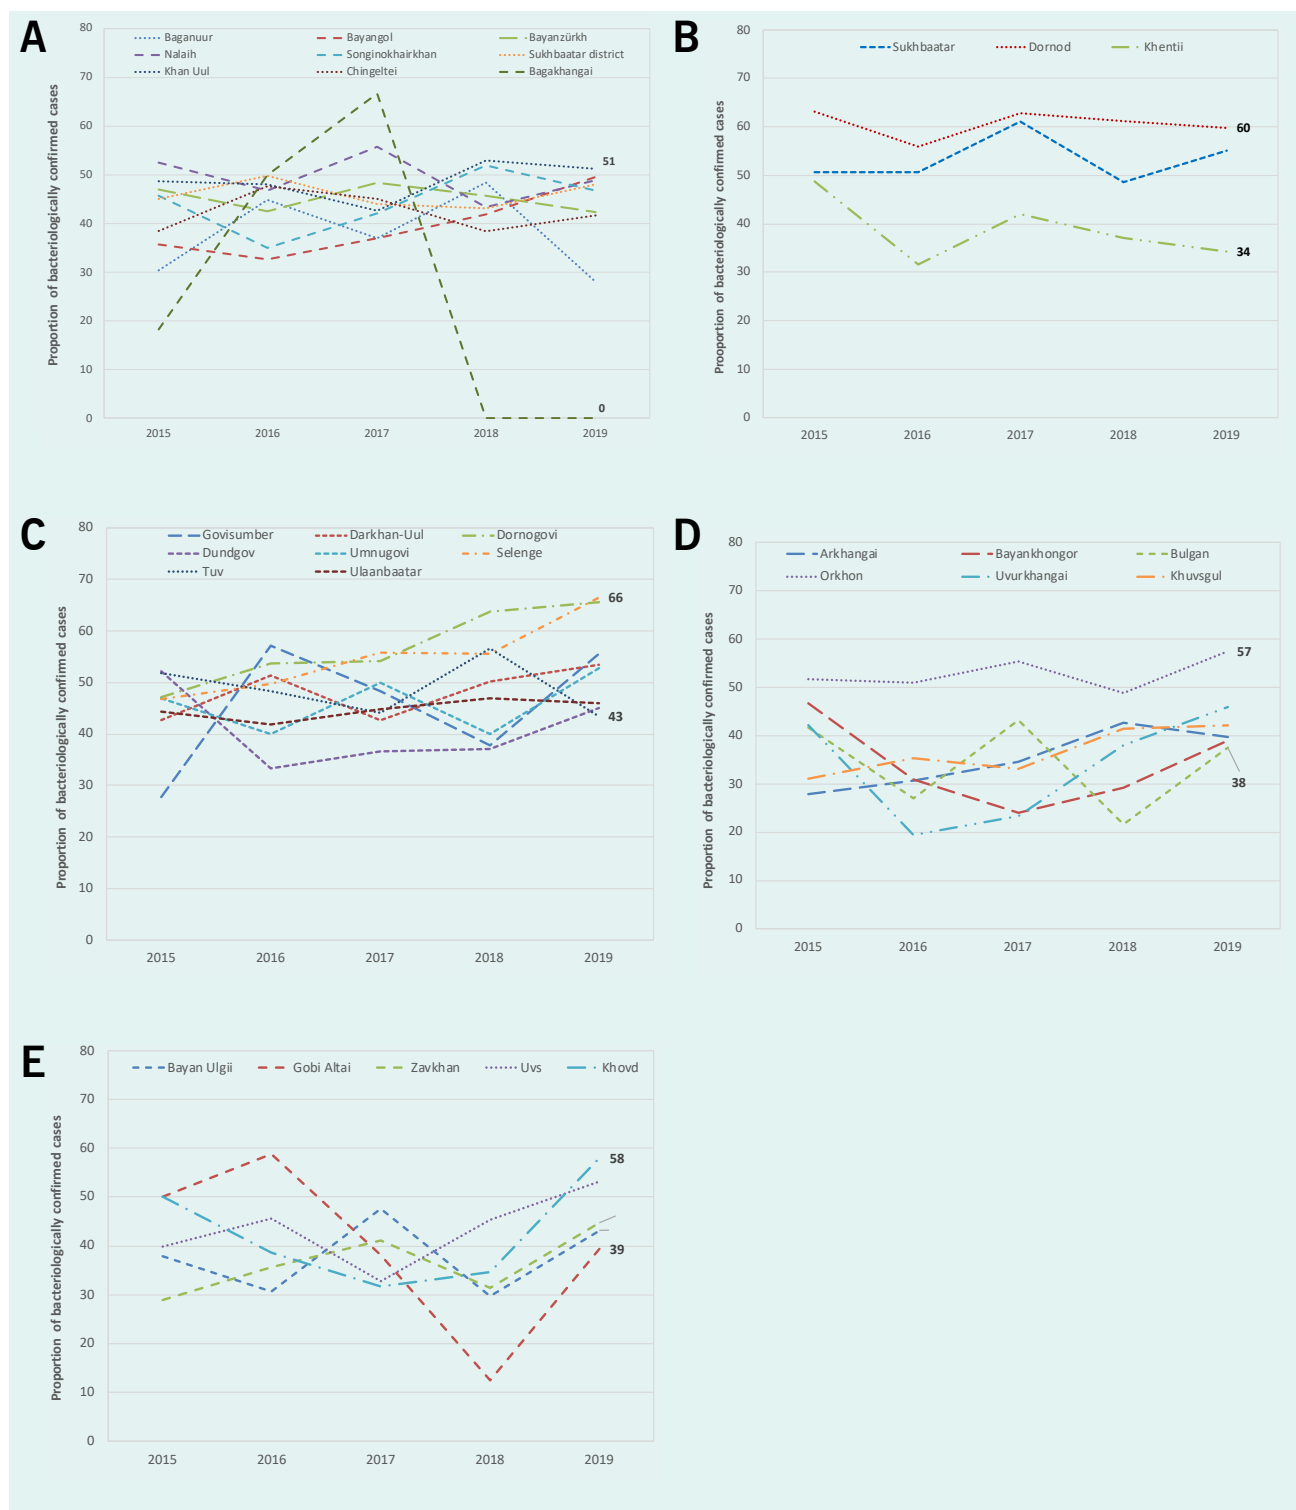 A
Proportion of bacteriologically confirmed cases
80
70
60
50
40
30
20
10
0
Baganuur Bayangol Bayanzürkh
Nalaih Songinokhairkhan Sukhbaatar district
Khan Uul Chingeltei Bagakhangai
51
0
2015 2016 2017 2018 2019
B
Prooportion of bacteriologically confirmed cases
80
70
60
50
40
30
20
10
0
Sukhbaatar Dornod Khentii
60
34
2015 2016 2017 2018 2019
C
Proportion of bacteriologically confirmed cases
80
70
60
50
40
30
20
10
0
Govisumber Darkhan-Uul Dornogovi
Dundgov Umnugovi Selenge
Tuv Ulaanbaatar
66
43
2015 2016 2017 2018 2019
D
Proportion of bacteriologically confirmed cases
80
70
60
50
40
30
20
10
0
Arkhangai Bayankhongor Bulgan
Orkhon Uvurkhangai Khuvsgul
57
38
2015 2016 2017 2018 2019
E
Proportion of bacteriologically confirmed cases
80
70
60
50
40
30
20
10
0
Bayan Ulgii Gobi Altai Zavkhan Uvs Khovd
58
39
2015 2016 2017 2018 2019